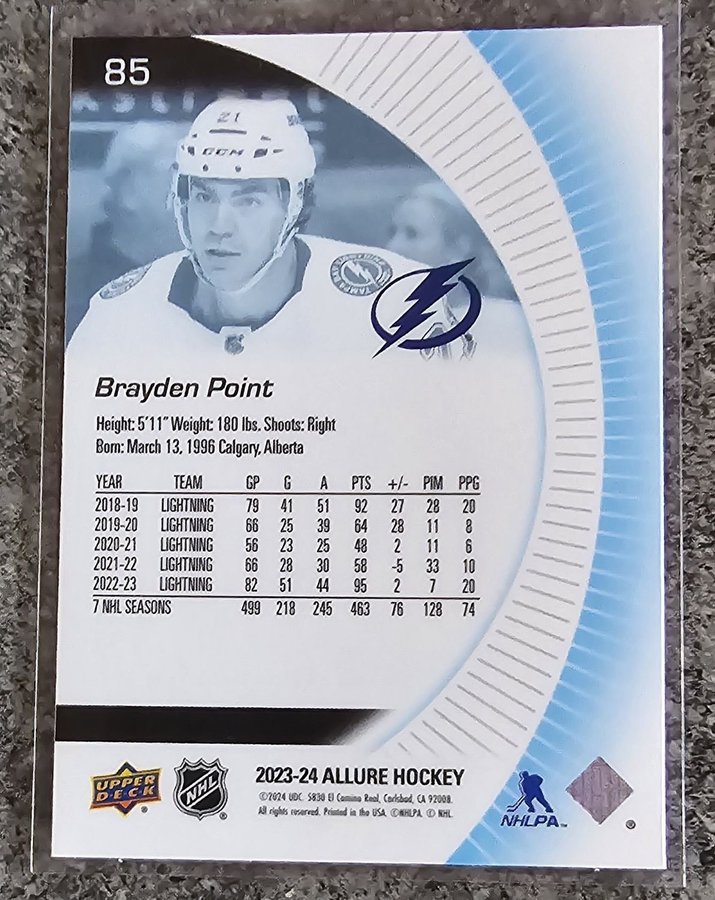 85
21
CCM
Brayden Point
Height: 5'11" Weight: 180 lbs. Shoots: Right
Born: March 13, 1996 Calgary, Alberta
YEAR TEAM GP G A PTS +/- PIM PPG
2018-19 LIGHTNING 79 41 51 92 27 28 20
2019-20 LIGHTNING 66 25 39 64 28 11 8
2020-21 LIGHTNING 56 23 25 48 2 11 6
2021-22 LIGHTNING 66 28 30 58 -5 33 10
2022-23 LIGHTNING 82 51 44 95 2 7 20
7 NHL SEASONS 499 218 245 463 76 128 74
UPPER DECK
NHL
2023-24 ALLURE HOCKEY
©2024 UDC. 5830 El Camino Real, Carlsbad, CA 92008.
All rights reserved. Printed in the USA. ©NHLPA. © NHL.
NHLPA™